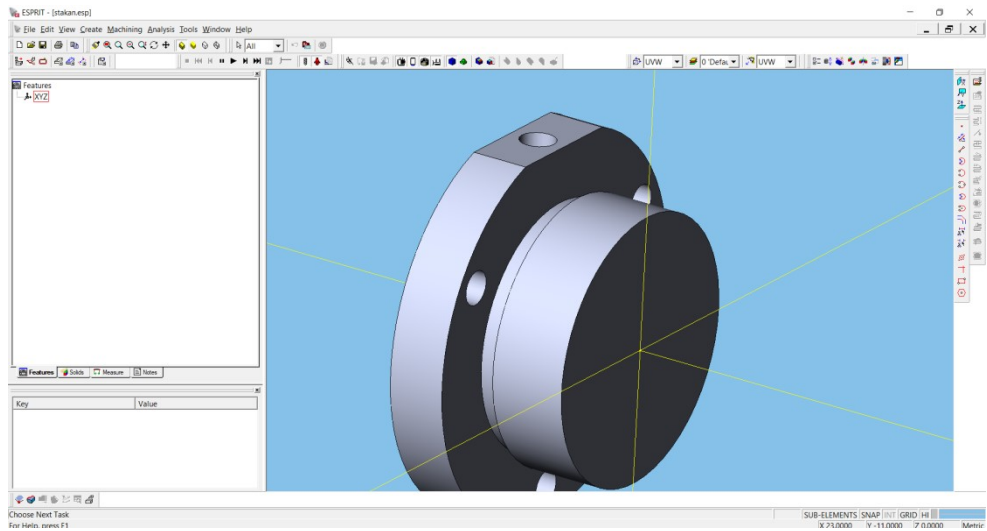 ESPRIT - [stakan.esp]
File Edit View Create Machining Analysis Tools Window Help
All
UVW 0 'Defau UVW
Features
XYZ
Features Solids Measure Notes
Key Value
Choose Next Task
SUB-ELEMENTS SNAP INT GRID HI
For Help, press F1
X 23.0000 Y -11.0000 Z 0.0000 Metric